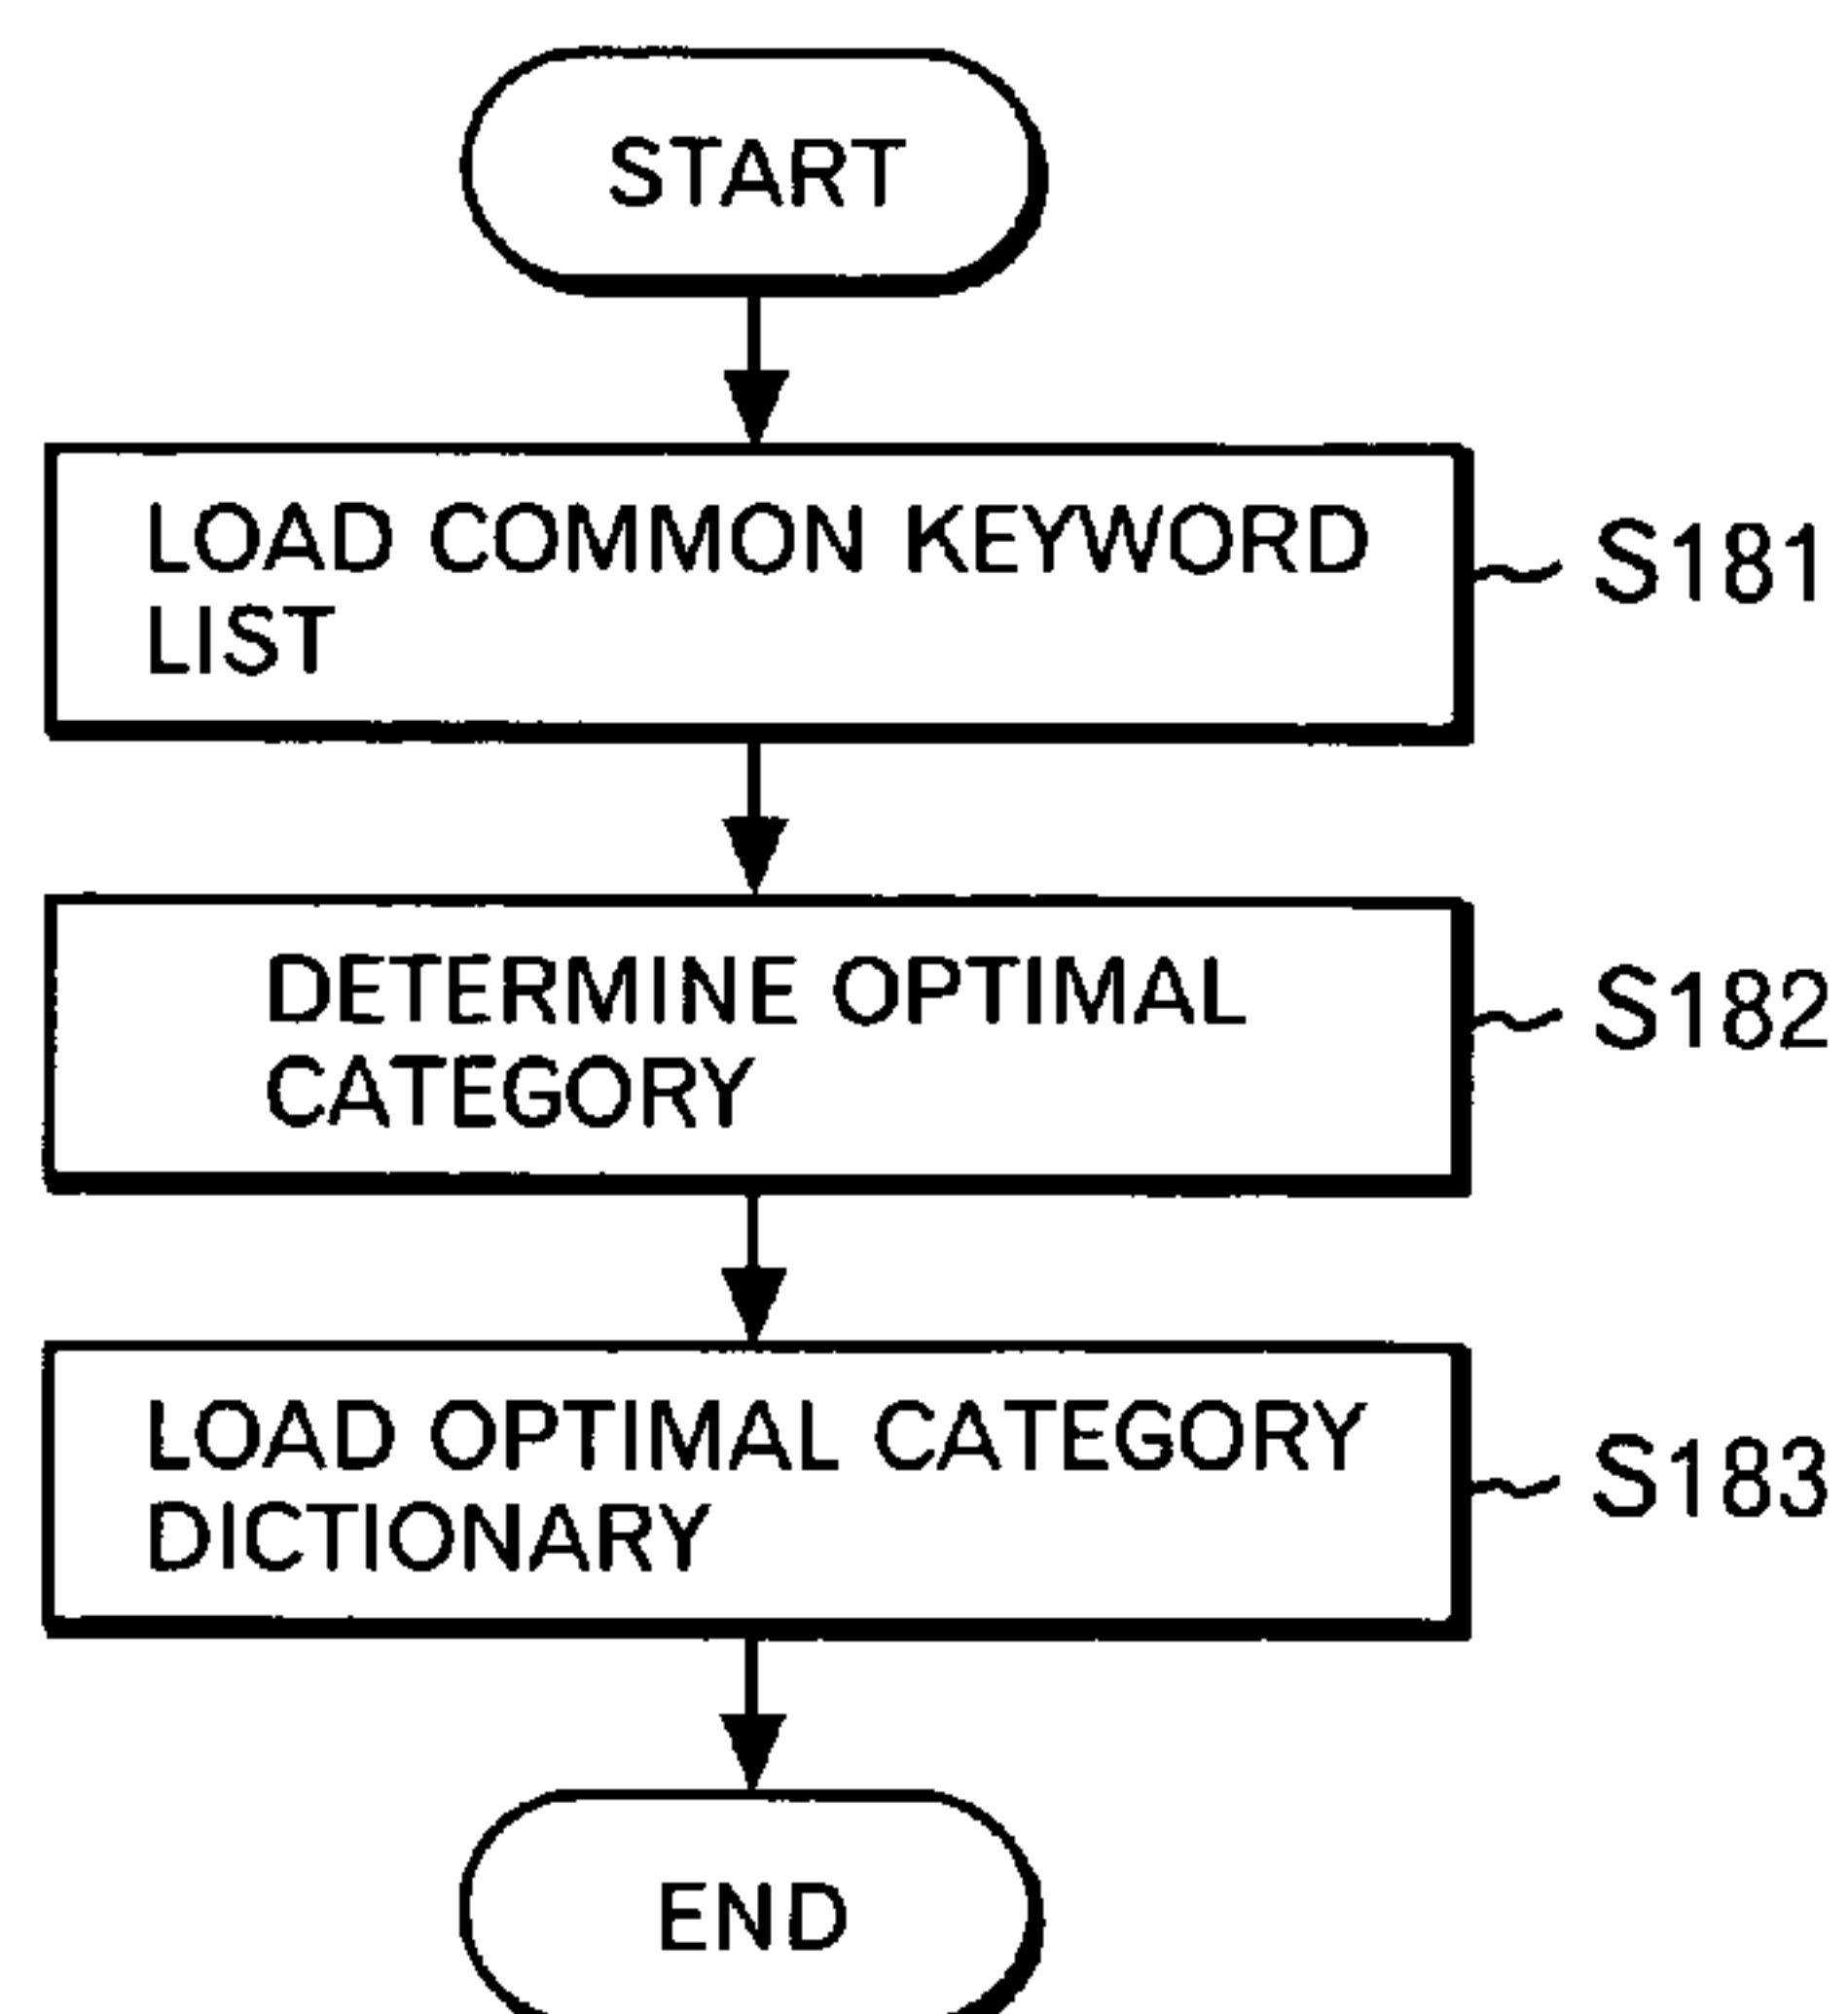 START
LOAD COMMON KEYWORD
LIST
S181
DETERMINE OPTIMAL
CATEGORY
S182
LOAD OPTIMAL CATEGORY
DICTIONARY
S183
END